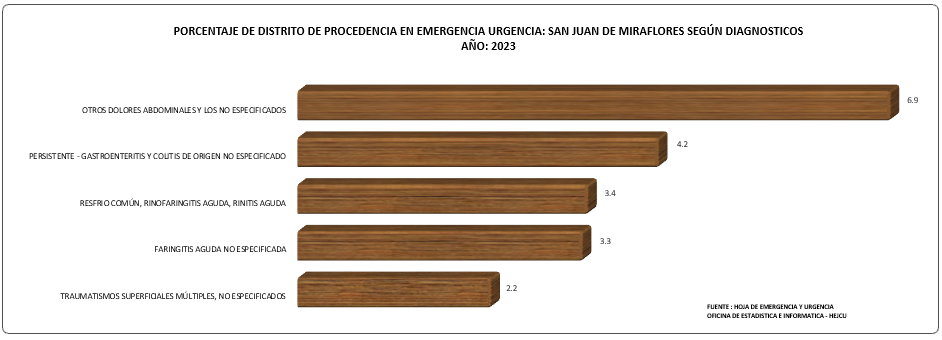 PORCENTAJE DE DISTRITO DE PROCEDENCIA EN EMERGENCIA URGENCIA: SAN JUAN DE MIRAFLORES SEGÚN DIAGNOSTICOS
AÑO: 2023
OTROS DOLORES ABDOMINALES Y LOS NO ESPECIFICADOS
6.9
PERSISTENTE - GASTROENTERITIS Y COLITIS DE ORIGEN NO ESPECIFICADO
4.2
RESFRIO COMÚN, RINOFARINGITIS AGUDA, RINITIS AGUDA
3.4
FARINGITIS AGUDA NO ESPECIFICADA
3.3
TRAUMATISMOS SUPERFICIALES MÚLTIPLES, NO ESPECIFICADOS
2.2
FUENTE : HOJA DE EMERGENCIA Y URGENCIA
OFICINA DE ESTADISTICA E INFORMATICA - HEJCU